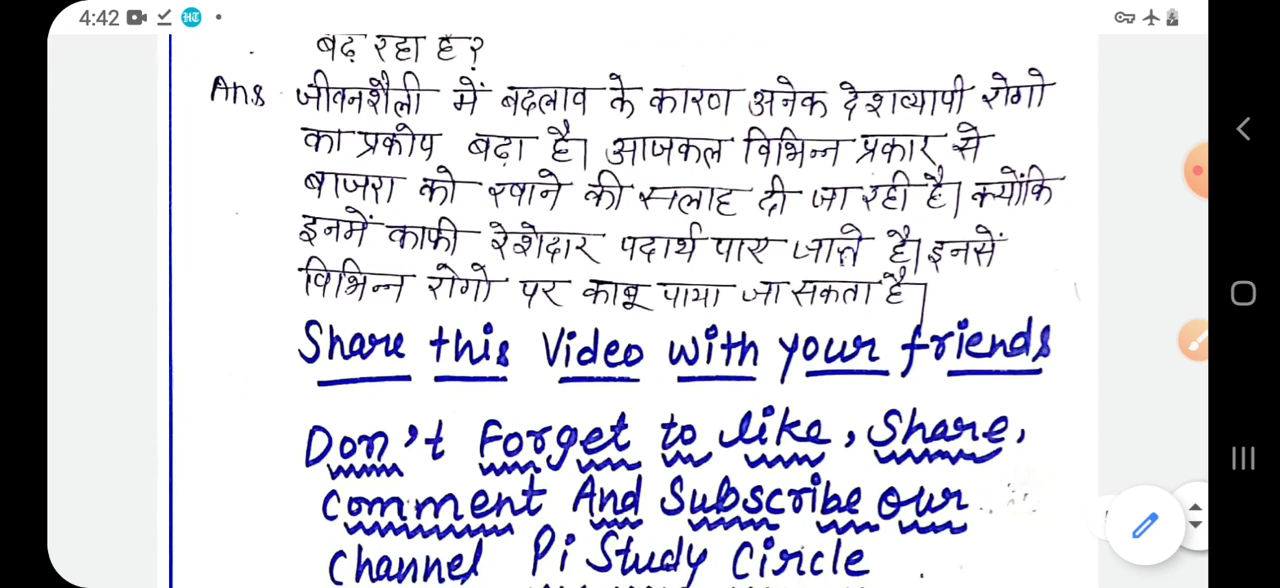 4:42
बढ़ रहा है?
Ans जीवनशैली में बदलाव के कारण अनेक देशव्यापी रोगो
का प्रकोप बढ़ा है। आजकल विभिन्न प्रकार से
बाजरा को खाने की सलाह दी जा रही है। क्योंकि
इनमें काफी रेशेदार पदार्थ पाए जाते है। इनसें
विभिन्न रोगो पर काबू पाया जा सकता है।
Share this Video with your friends
Don't Forget to like, Share,
Comment And Subscribe our
Channel Pi Study Circle